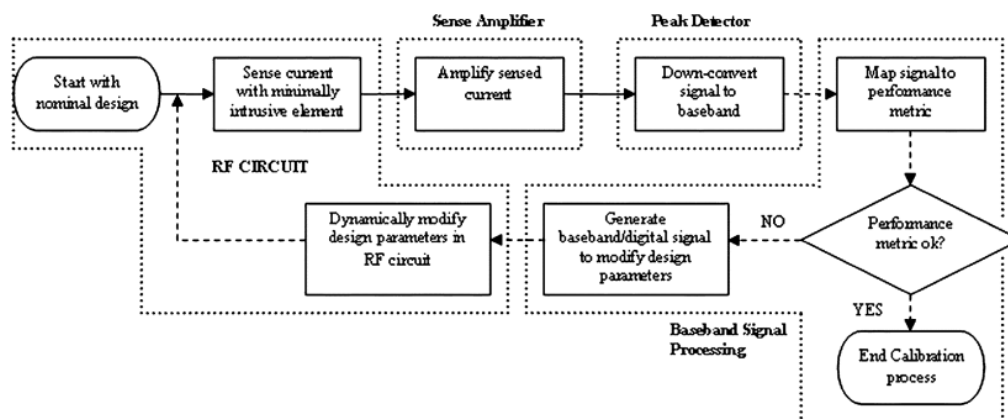 Sense Amplifier
Peak Detector
Start with
nominal design
Sense current
with minimally
intrusive element
Amplify sensed
current
Down-convert
signal to
baseband
Map signal to
performance
metric
RF CIRCUIT
Dynamically modify
design parameters in
RF circuit
Generate
baseband/digital signal
to modify design
parameters
NO
Performance
metric ok?
YES
Baseband Signal
Processing
End Calibration
process